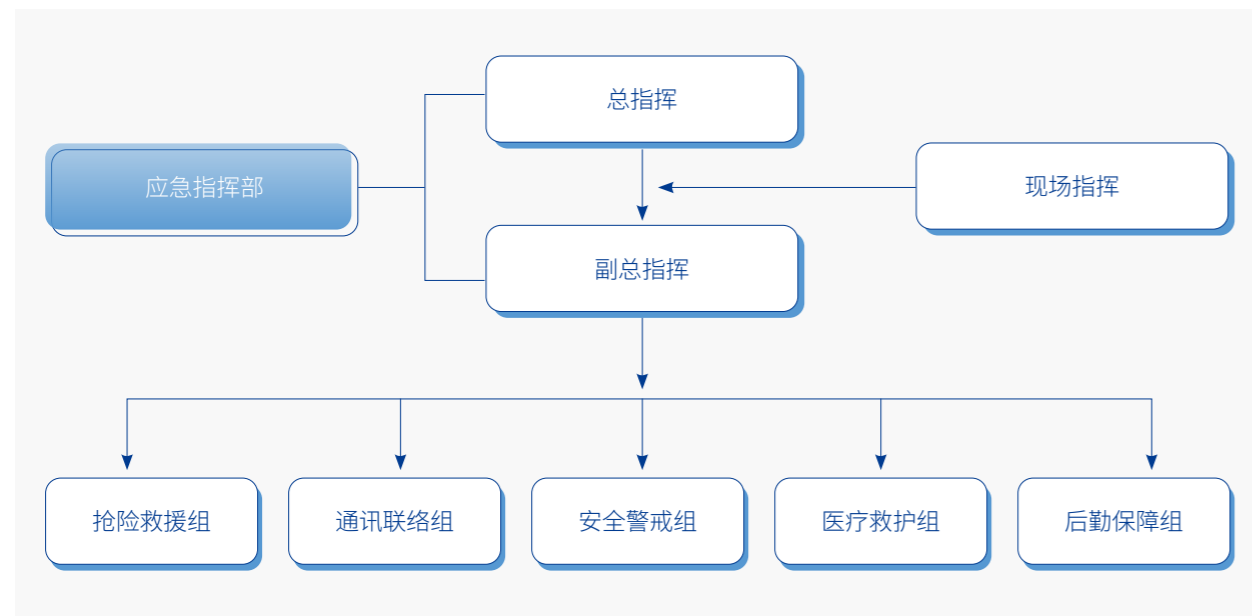 总指挥
应急指挥部
现场指挥
副总指挥
抢险救援组
通讯联络组
安全警戒组
医疗救护组
后勤保障组